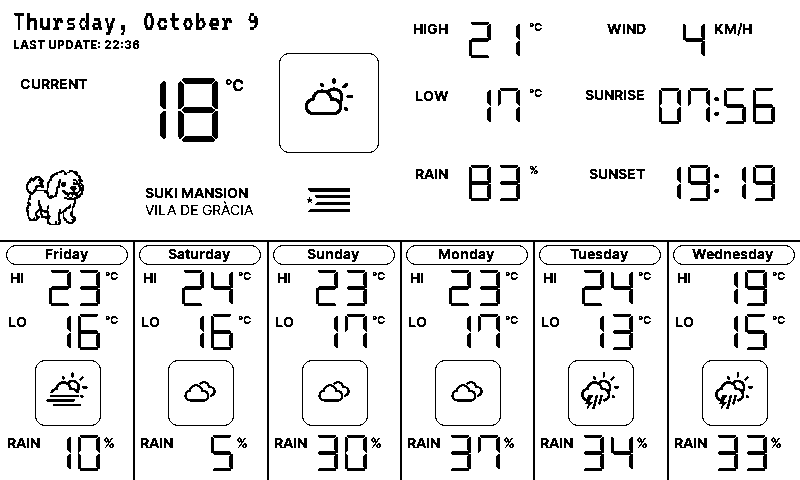 Thursday, October 9
LAST UPDATE: 22:36
CURRENT 18 °C
SUKI MANSION
VILA DE GRÀCIA
HIGH 21 °C
LOW 17 °C
RAIN 83 %
WIND 4 KM/H
SUNRISE 07:56
SUNSET 19:19
Friday
HI 23 °C
LO 16 °C
RAIN 10 %
Saturday
HI 24 °C
LO 16 °C
RAIN 5 %
Sunday
HI 23 °C
LO 17 °C
RAIN 30 %
Monday
HI 23 °C
LO 17 °C
RAIN 37 %
Tuesday
HI 24 °C
LO 13 °C
RAIN 34 %
Wednesday
HI 19 °C
LO 15 °C
RAIN 33 %